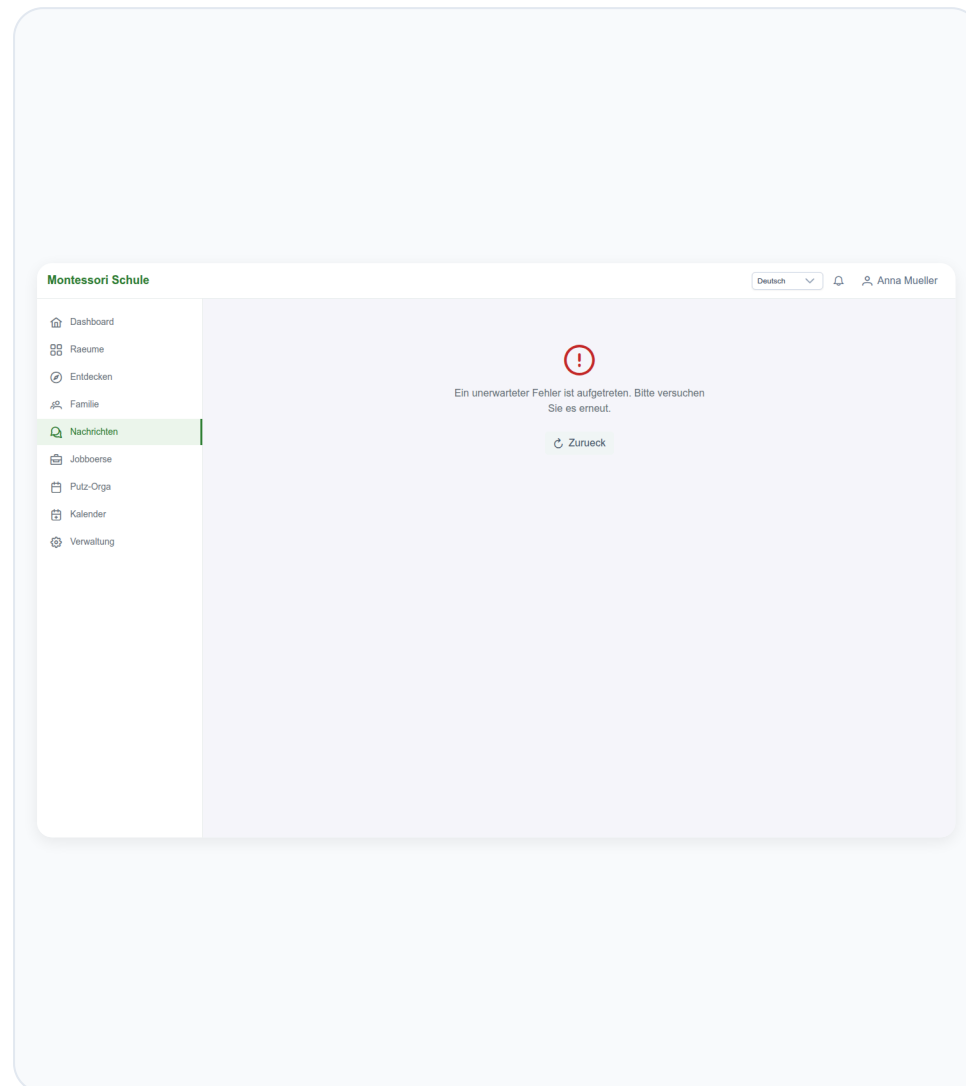 Montessori Schule
Deutsch
Anna Mueller
Dashboard
Raeume
Entdecken
Familie
Nachrichten
Jobboerse
Putz-Orga
Kalender
Verwaltung
Ein unerwarteter Fehler ist aufgetreten. Bitte versuchen
Sie es erneut.
Zurueck